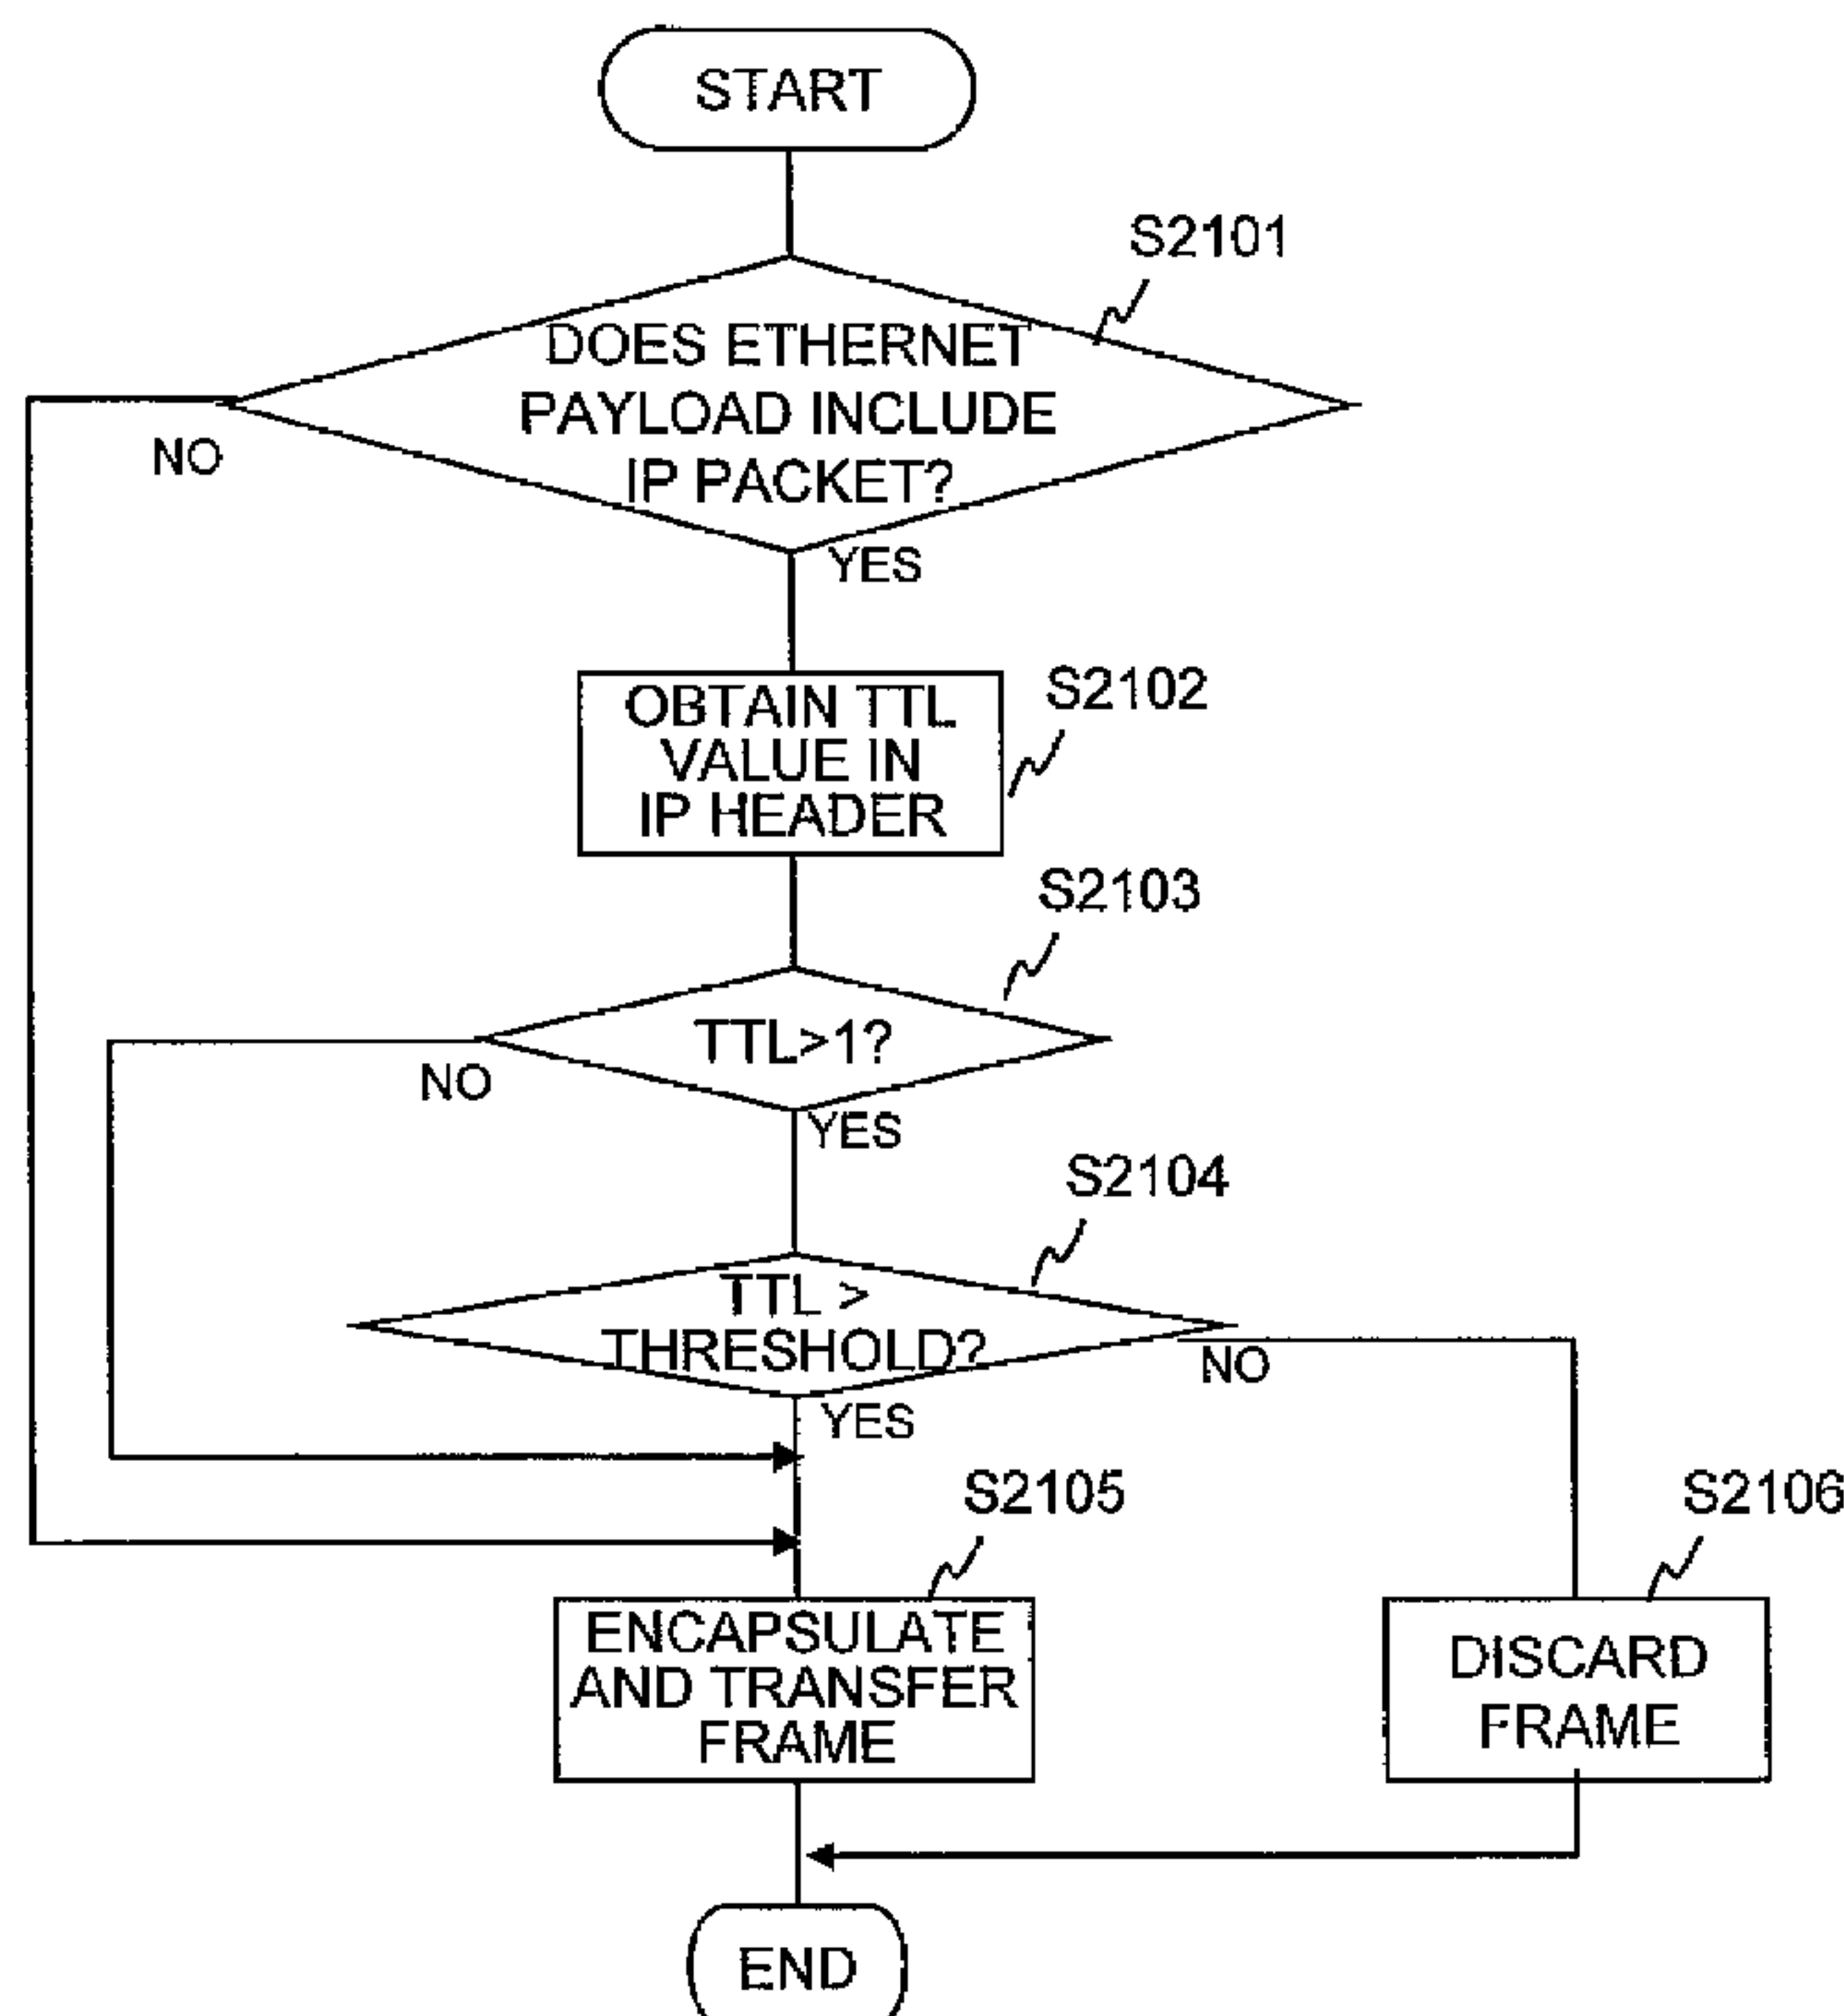 START
S2101
DOES ETHERNET
PAYLOAD INCLUDE
IP PACKET?
NO
YES
OBTAIN TTL
VALUE IN
IP HEADER
S2102
S2103
TTL>1?
NO
YES
S2104
TTL >
THRESHOLD?
NO
YES
S2105
S2106
ENCAPSULATE
AND TRANSFER
FRAME
DISCARD
FRAME
END